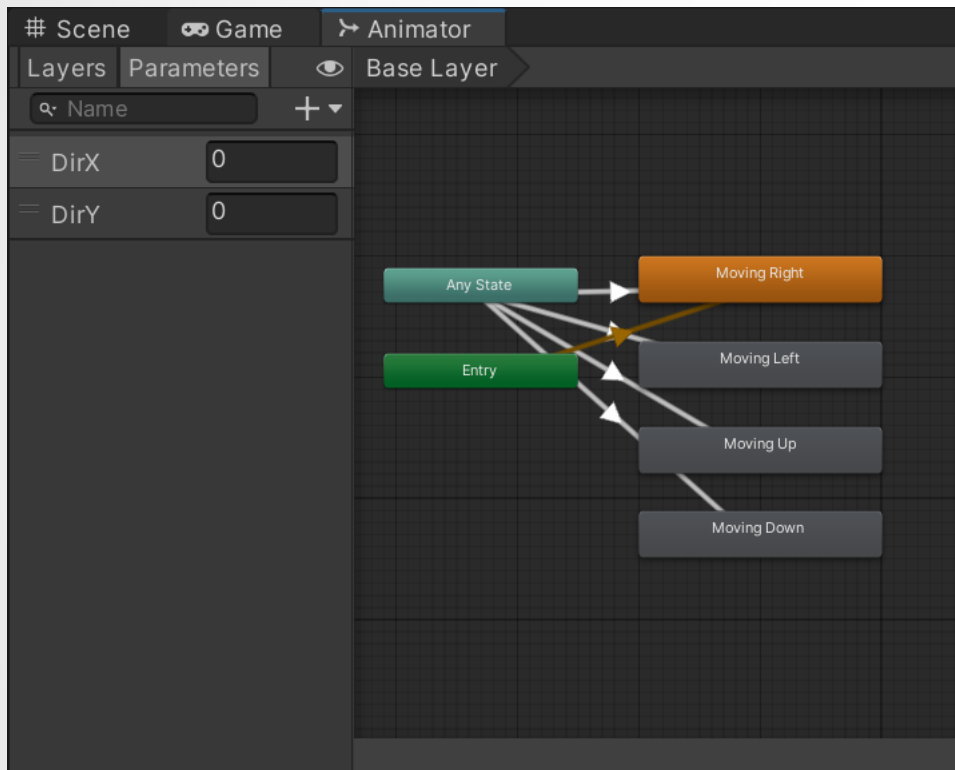 Scene Game Animator
Layers Parameters Base Layer
Name
DirX 0
DirY 0
Any State
Moving Right
Moving Left
Entry
Moving Up
Moving Down